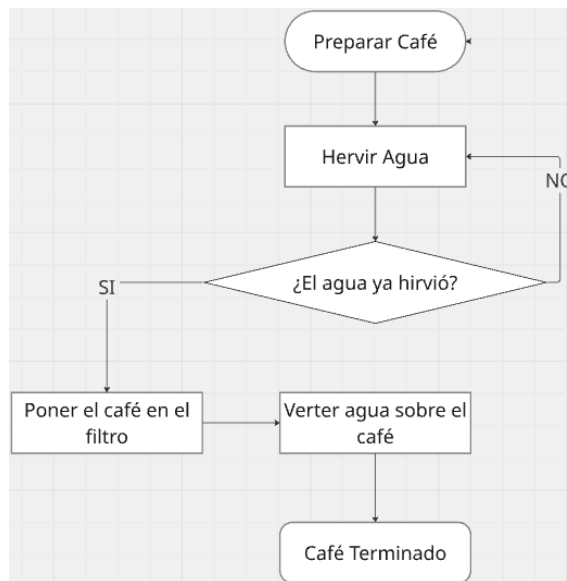 Preparar Café
Hervir Agua
NO
¿El agua ya hirvió?
SI
Poner el café en el
filtro
Verter agua sobre el
café
Café Terminado